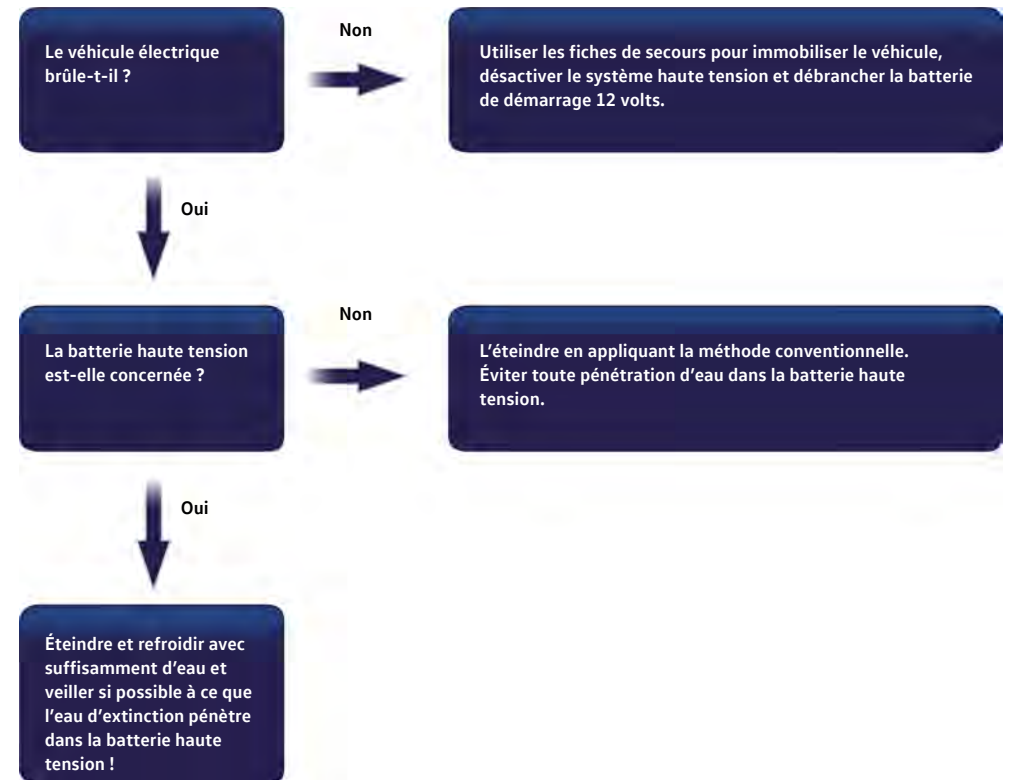 Le véhicule électrique
brûle-t-il ?
Non
Utiliser les fiches de secours pour immobiliser le véhicule,
désactiver le système haute tension et débrancher la batterie
de démarrage 12 volts.
Oui
La batterie haute tension
est-elle concernée ?
Non
L’éteindre en appliquant la méthode conventionnelle.
Éviter toute pénétration d’eau dans la batterie haute
tension.
Oui
Éteindre et refroidir avec
suffisamment d’eau et
veiller si possible à ce que
l’eau d’extinction pénètre
dans la batterie haute
tension !